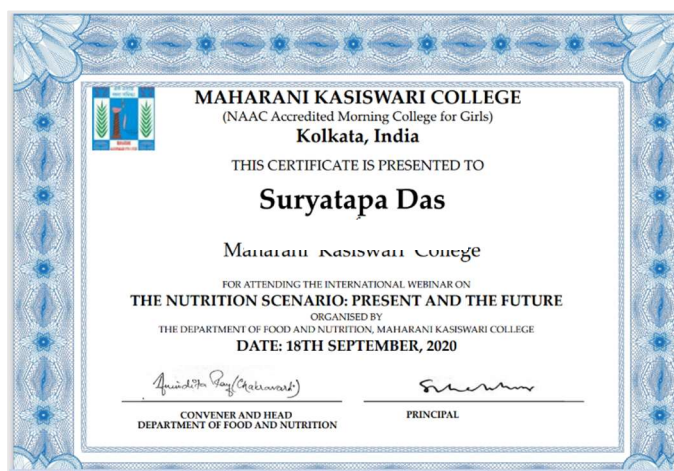 MAHARANI KASISWARI COLLEGE
(NAAC Accredited Morning College for Girls)
Kolkata, India
THIS CERTIFICATE IS PRESENTED TO
Suryatapa Das
Maharani Kasiswari College
FOR ATTENDING THE INTERNATIONAL WEBINAR ON
THE NUTRITION SCENARIO: PRESENT AND THE FUTURE
ORGANISED BY
THE DEPARTMENT OF FOOD AND NUTRITION, MAHARANI KASISWARI COLLEGE
DATE: 18TH SEPTEMBER, 2020
Anindita Ray (Chakravarti)
CONVENER AND HEAD
DEPARTMENT OF FOOD AND NUTRITION
PRINCIPAL